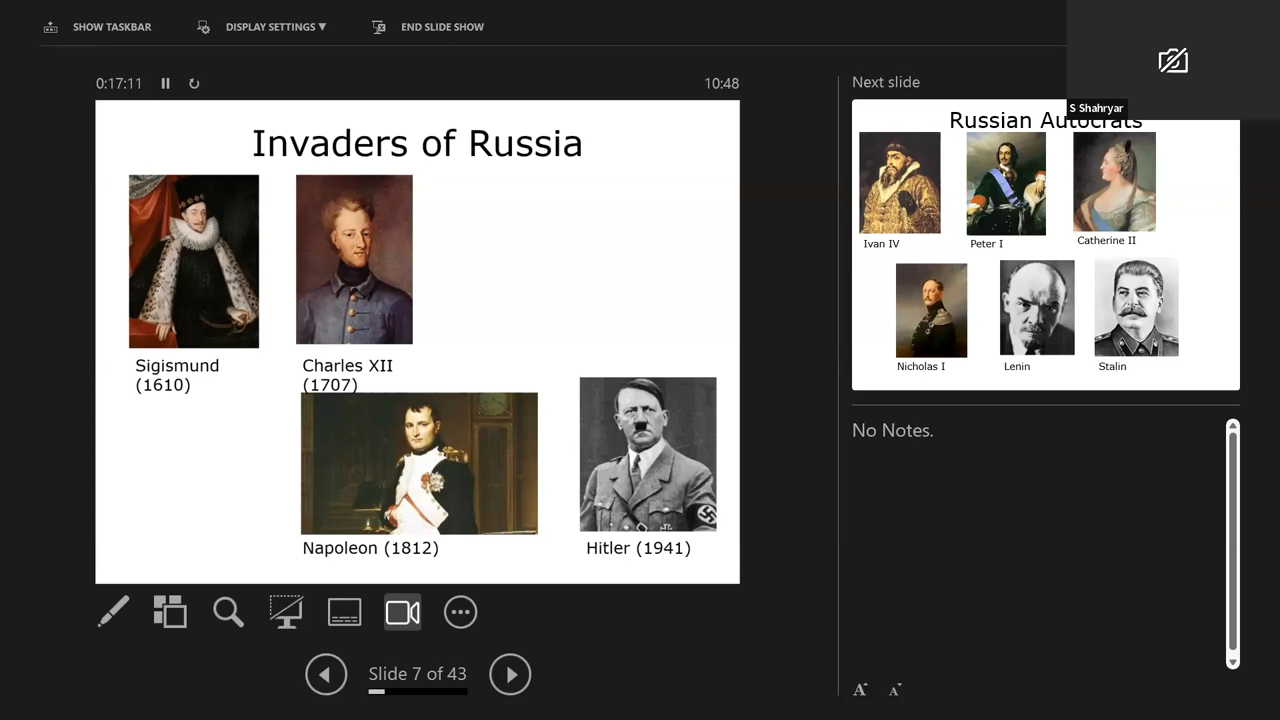 SHOW TASKBAR
DISPLAY SETTINGS ▼
END SLIDE SHOW
0:17:11
10:48
Invaders of Russia
Sigismund
(1610)
Charles XII
(1707)
Napoleon (1812)
Hitler (1941)
Slide 7 of 43
Next slide
S Shahryar
Russian Autocrats
Ivan IV
Peter I
Catherine II
Nicholas I
Lenin
Stalin
No Notes.
A A